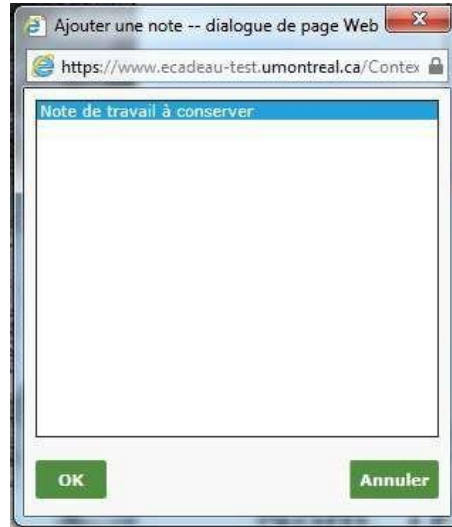 Ajouter une note -- dialogue de page Web
https://www.ecadeau-test.umontreal.ca/Contex
Note de travail à conserver
OK
Annuler